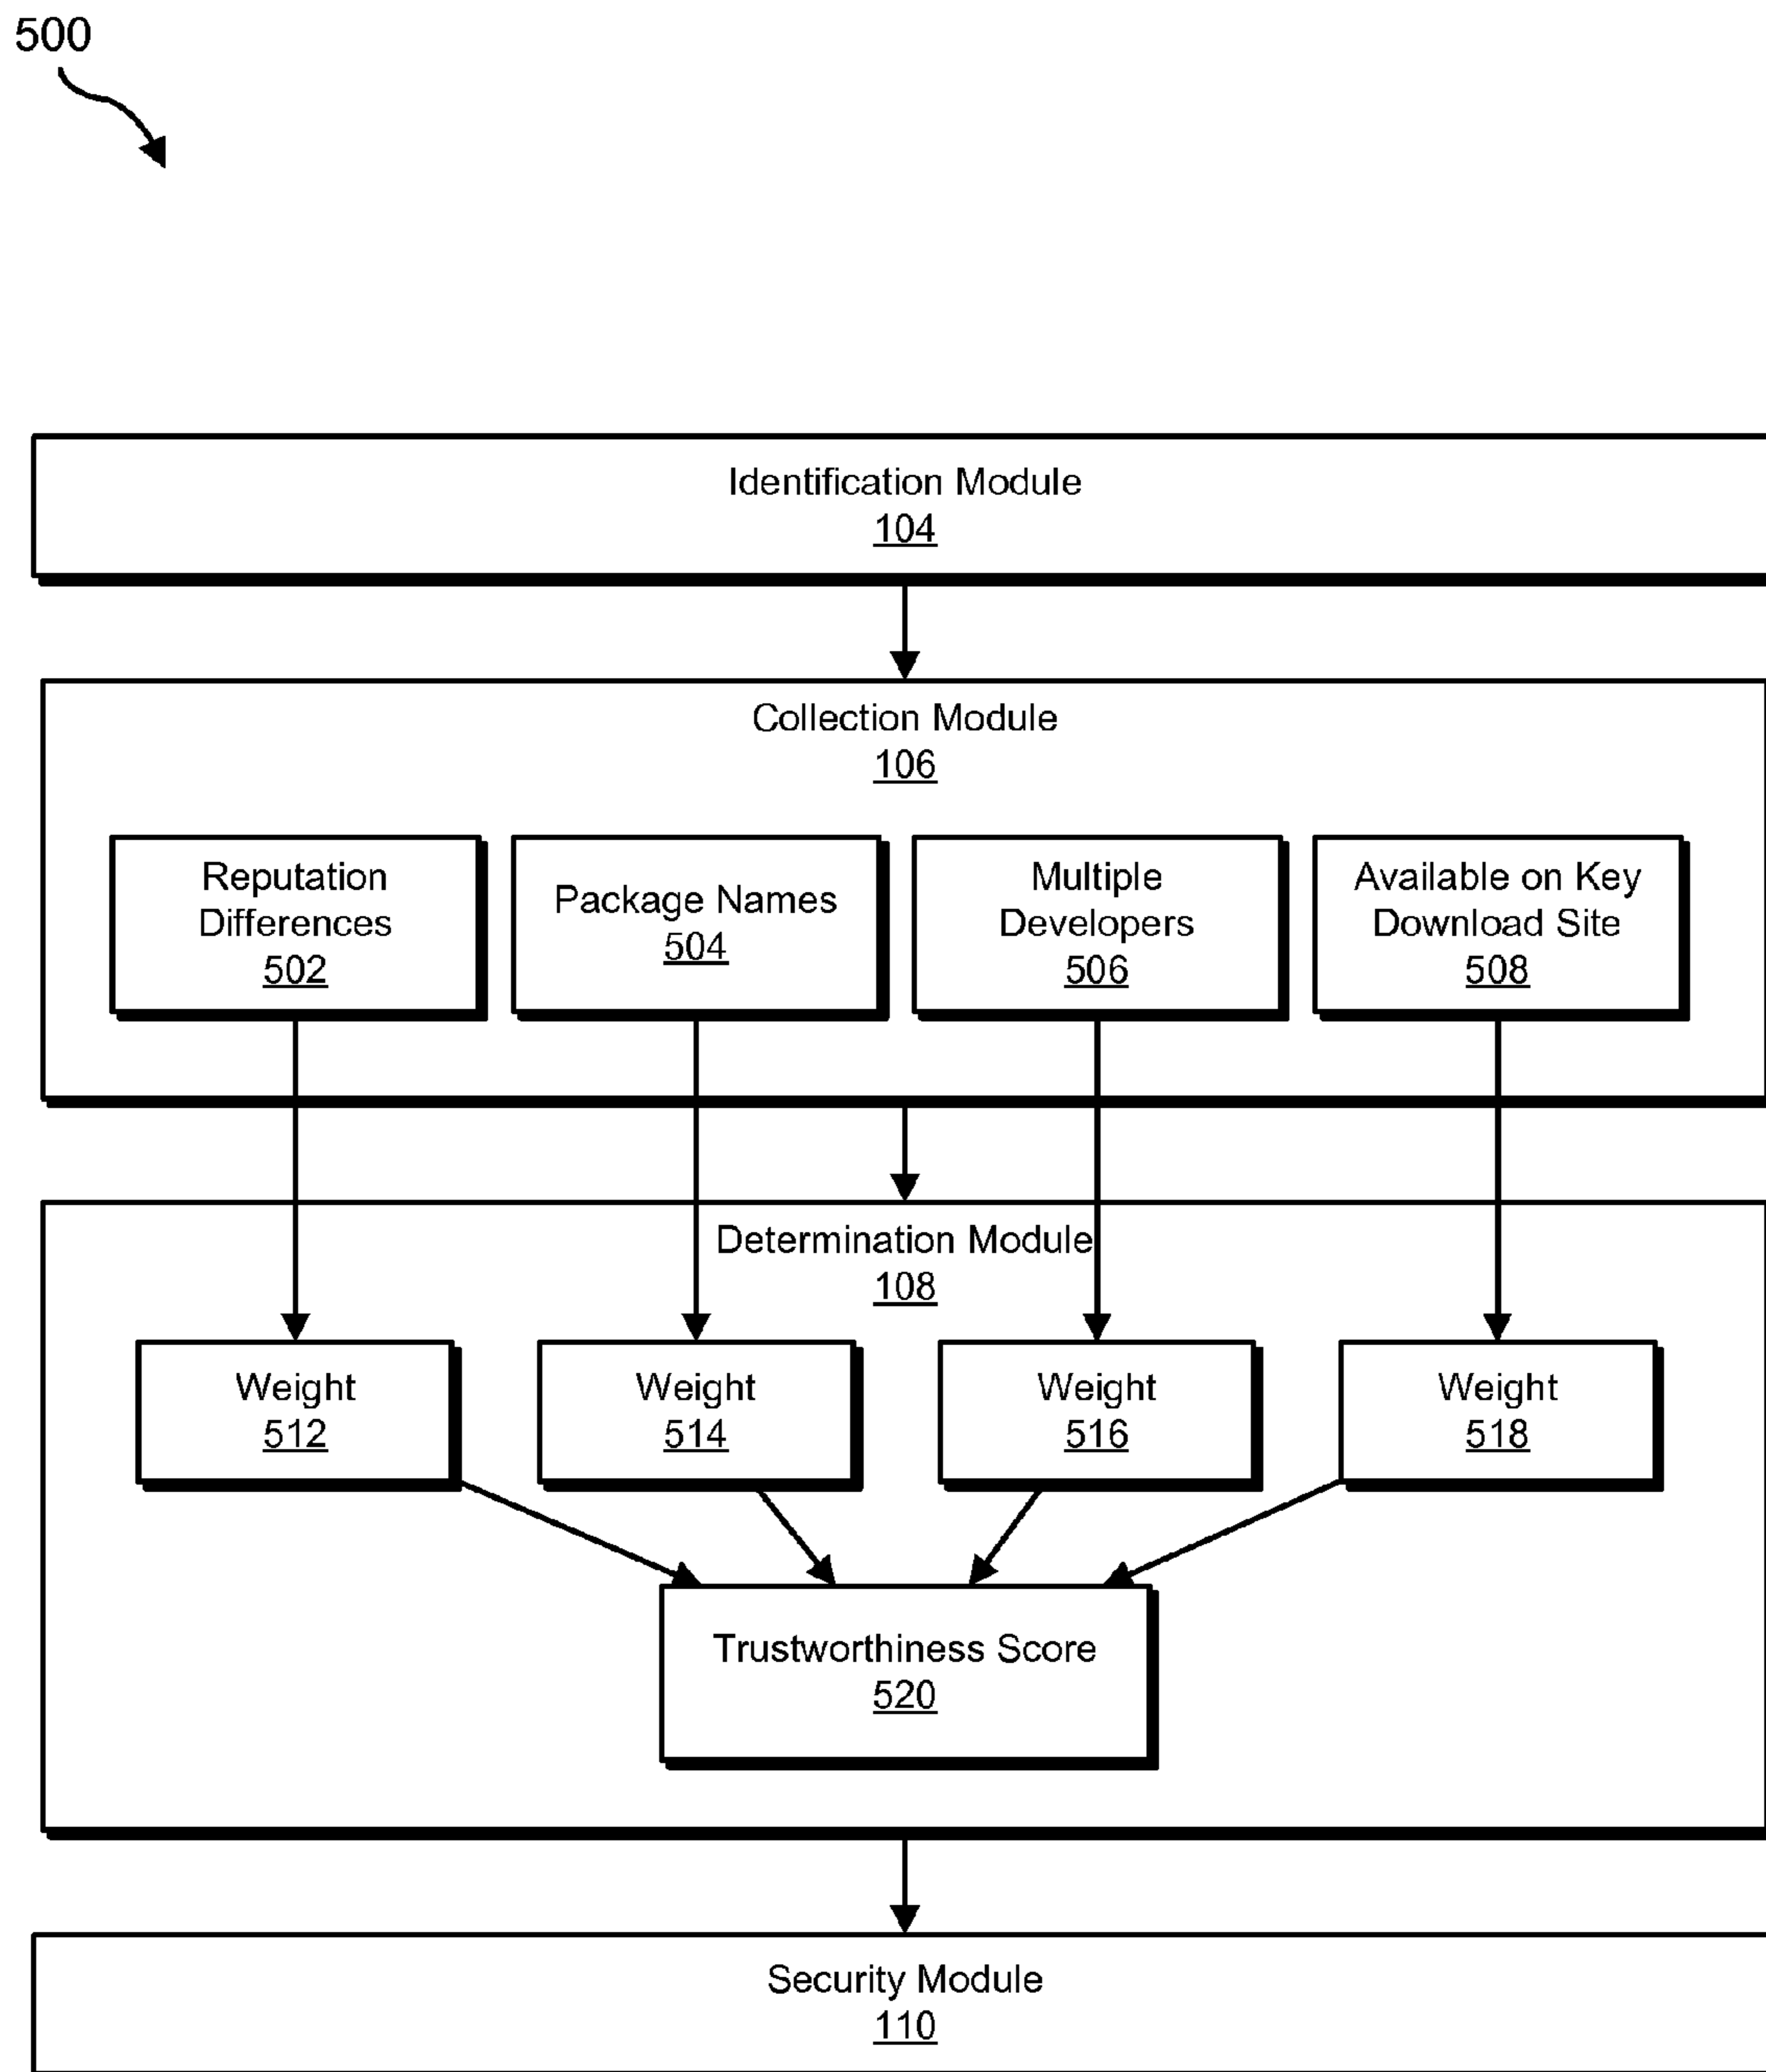 500
Identification Module
104
Collection Module
106
Reputation
Differences
502
Package Names
504
Multiple
Developers
506
Available on Key
Download Site
508
Determination Module
108
Weight
512
Weight
514
Weight
516
Weight
518
Trustworthiness Score
520
Security Module
110